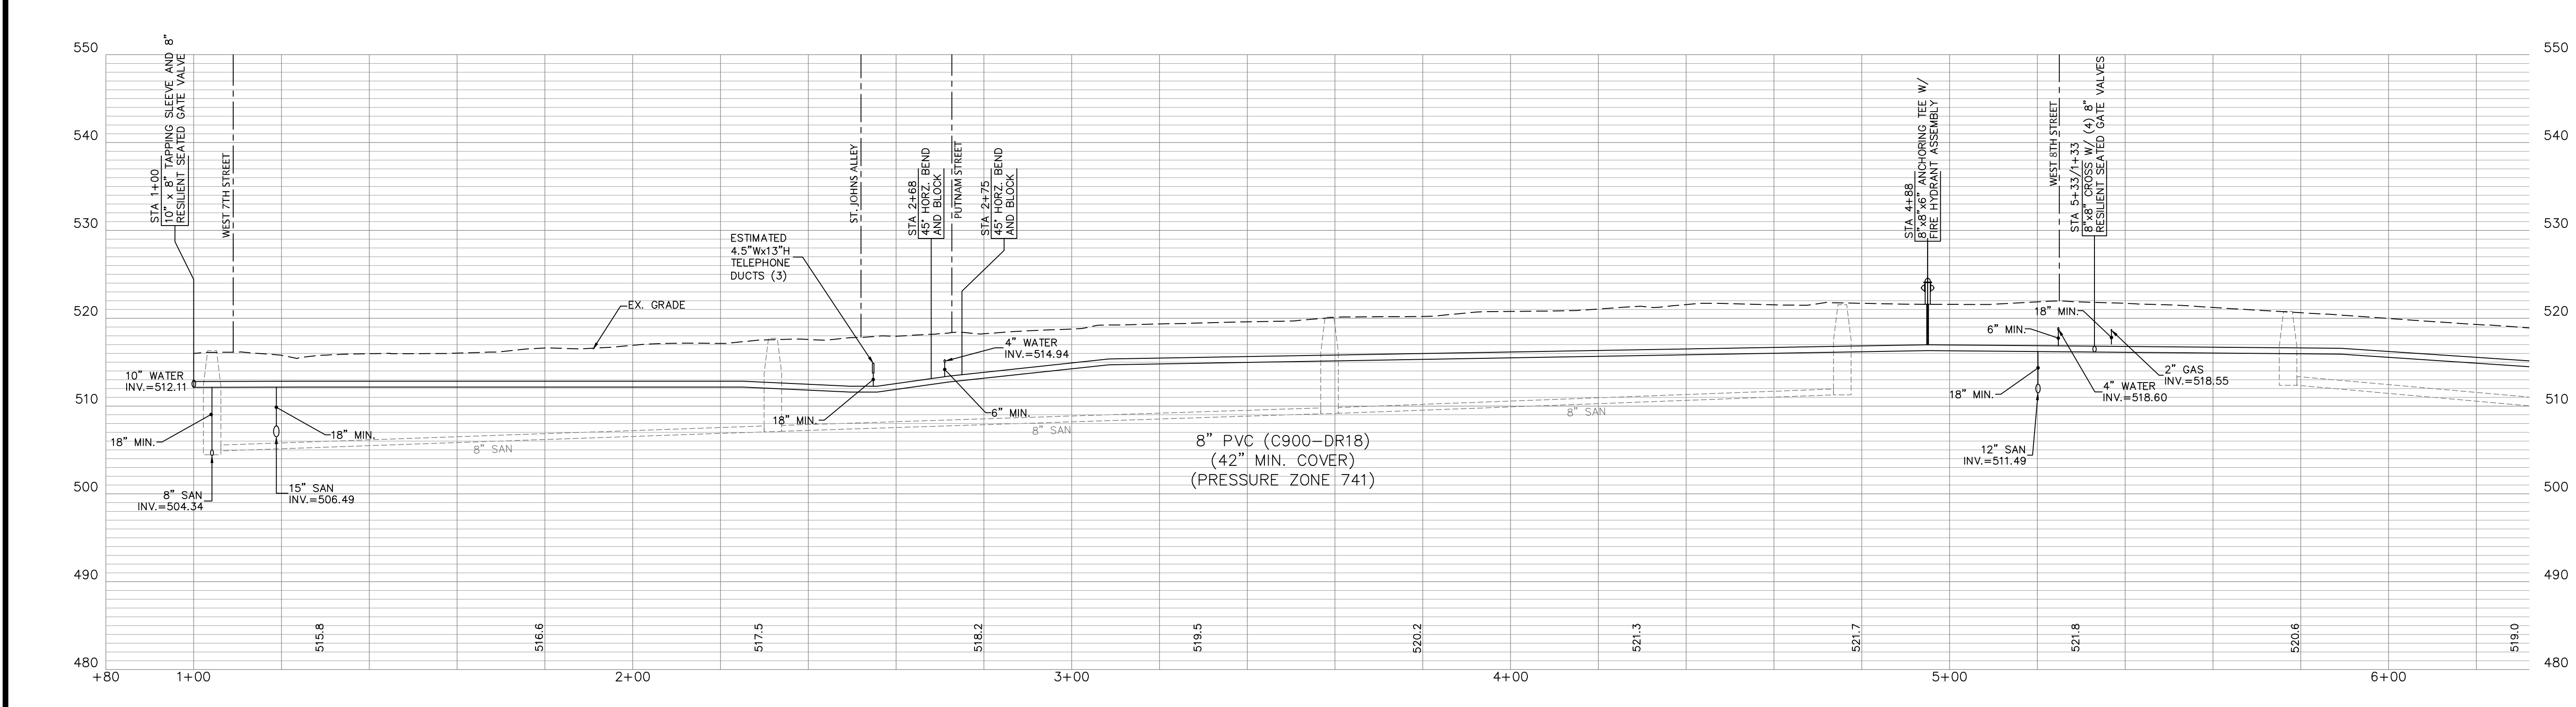 550
540
530
520
510
500
490
480
STA 1+00
10" x 8" TAPPING SLEEVE AND 8"
RESILIENT SEATED GATE VALVE
WEST 7TH STREET
10" WATER
INV.=512.11
18" MIN.
8" SAN
INV.=504.34
18" MIN.
15" SAN
INV.=506.49
8" SAN
EX. GRADE
ESTIMATED
4.5"Wx13"H
TELEPHONE
DUCTS (3)
ST. JOHNS ALLEY
18" MIN.
STA 2+68
45° HORZ. BEND
AND BLOCK
PUTNAM STREET
STA 2+75
45° HORZ. BEND
AND BLOCK
4" WATER
INV.=514.94
6" MIN.
8" SAN
8" PVC (C900-DR18)
(42" MIN. COVER)
(PRESSURE ZONE 741)
8" SAN
STA 4+88
8"x8"x6" ANCHORING TEE W/
FIRE HYDRANT ASSEMBLY
WEST 8TH STREET
STA 5+33/1+33
8"x8" CROSS W/ (4) 8"
RESILIENT SEATED GATE VALVES
18" MIN.
6" MIN.
2" GAS
INV.=518.55
4" WATER
INV.=518.60
18" MIN.
12" SAN
INV.=511.49
550
540
530
520
510
500
490
480
515.8
516.6
517.5
518.2
519.5
520.2
521.3
521.7
521.8
520.6
519.0
+80
1+00
2+00
3+00
4+00
5+00
6+00